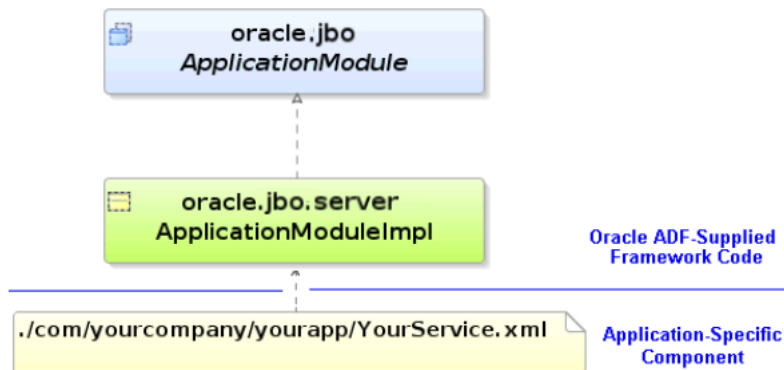 oracle.jbo
ApplicationModule
oracle.jbo.server
ApplicationModuleImpl
Oracle ADF-Supplied
Framework Code
./com/yourcompany/yourapp/YourService.xml
Application-Specific
Component